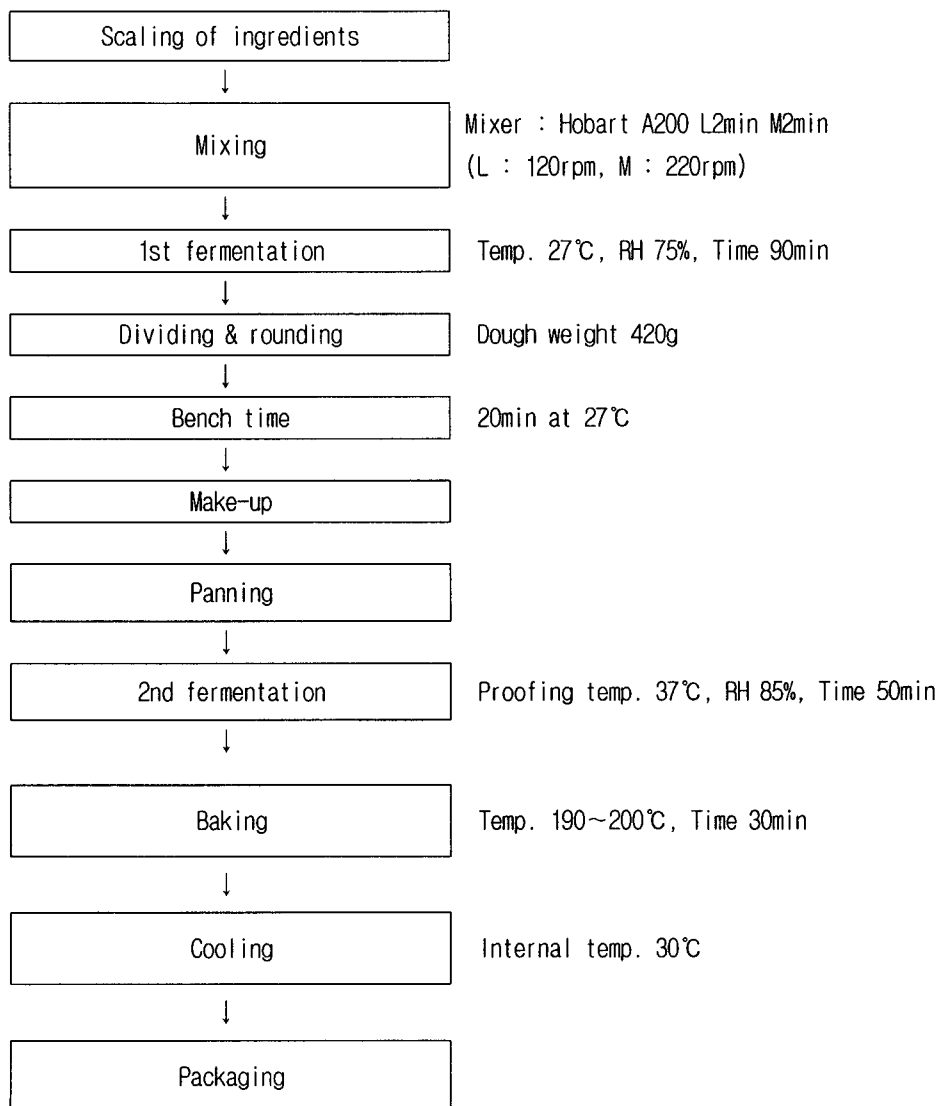 Scaling of ingredients
↓
Mixing
Mixer : Hobart A200 L2min M2min
(L : 120rpm, M : 220rpm)
↓
1st fermentation
Temp. 27℃, RH 75%, Time 90min
↓
Dividing & rounding
Dough weight 420g
↓
Bench time
20min at 27℃
↓
Make-up
↓
Panning
↓
2nd fermentation
Proofing temp. 37℃, RH 85%, Time 50min
↓
Baking
Temp. 190~200℃, Time 30min
↓
Cooling
Internal temp. 30℃
↓
Packaging